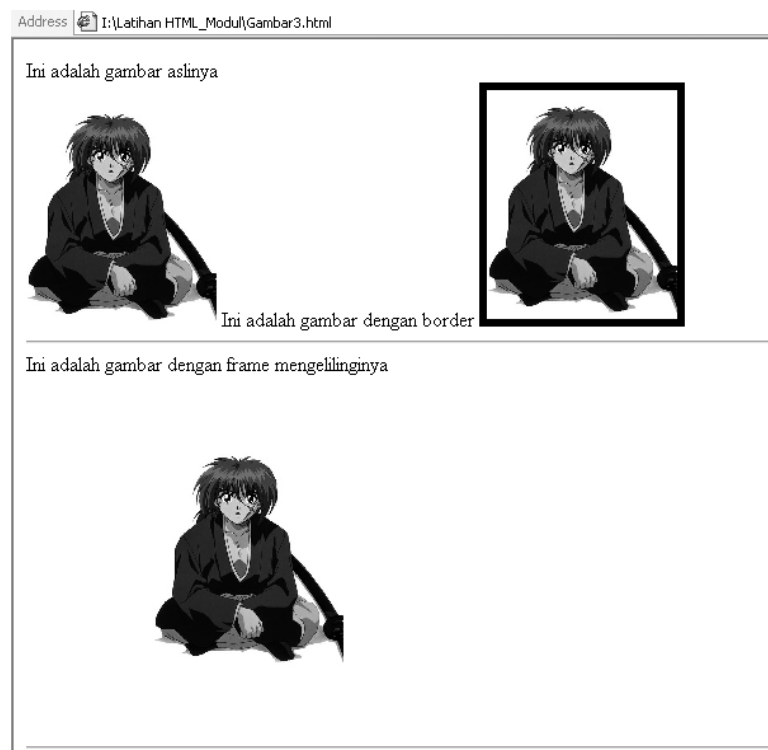 Address I:\Latihan HTML_Modul\Gambar3.html
Ini adalah gambar aslinya
Ini adalah gambar dengan border
Ini adalah gambar dengan frame mengelilinginya